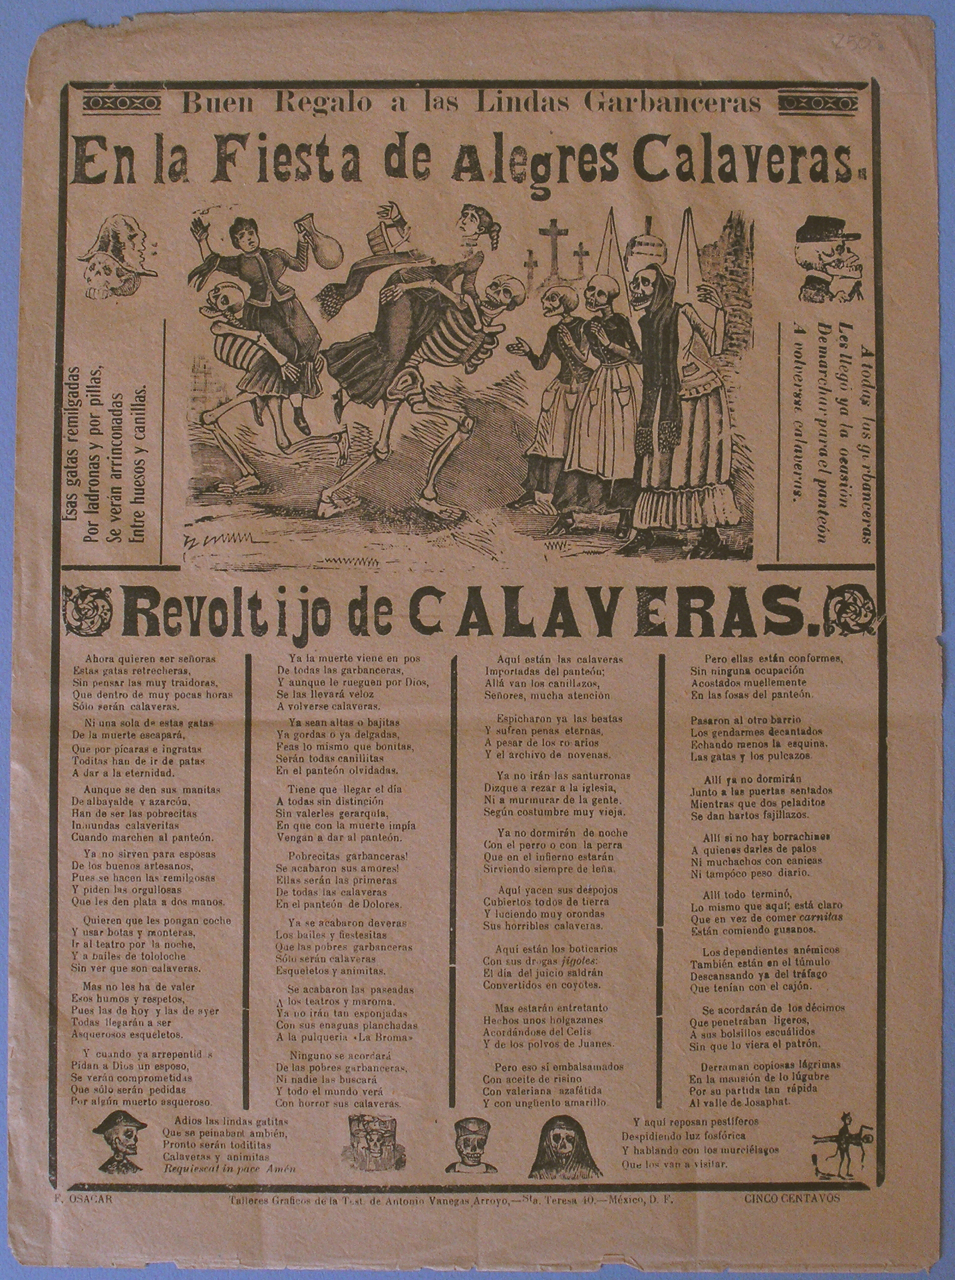 Buen Regalo a las Lindas Garbanceras
En la Fiesta de Alegres Calaveras.
Esas gatas remilgadas
Por ladronas y por pillas,
Se verán arrinconadas
Entre huesos y canillas.
A todas las garbanceras
Les llegó ya la ocasión
De marchar para el panteón
A volverse calaveras.
Revoltijo de CALAVERAS.
Ahora quieren ser señoras
Estas gatas retrecheras,
Sin pensar las muy traidoras,
Que dentro de muy pocas horas
Sólo serán calaveras.
Ni una sola de estas gatas
De la muerte escapará,
Que por pícaras e ingratas
Toditas han de ir de patas
A dar a la eternidad.
Aunque se den sus manitas
De albayalde y azarcón,
Han de ser las pobrecitas
Inmundas calaveritas
Cuando marchen al panteón.
Ya no sirven para esposas
De los buenos artesanos,
Pues se hacen las remilgosas
Y piden las orgullosas
Que les den plata a dos manos.
Quieren que les pongan coche
Y usar botas y monteras,
Ir al teatro por la noche,
Y a bailes de tololoche
Sin ver que son calaveras.
Mas no les ha de valer
Esos humos y respetos,
Pues las de hoy y las de ayer
Todas llegarán a ser
Asquerosos esqueletos.
Y cuando ya arrepentid s
Pidan a Dios un esposo,
Se verán comprometidas
Que sólo serán pedidas
Por algún muerto asqueroso.
Ya la muerte viene en pos
De todas las garbanceras,
Y aunque le rueguen por Dios,
Se las llevará veloz
A volverse calaveras.
Ya sean altas o bajitas
Ya gordas o ya delgadas,
Feas lo mismo que bonitas,
Serán todas canillitas
En el panteón olvidadas.
Tiene que llegar el día
A todas sin distinción
Sin valerles gerarquía,
En que con la muerte impía
Vengan a dar al panteón.
Pobrecitas garbanceras!
Se acabaron sus amores!
Ellas serán las primeras
De todas las calaveras
En el panteón de Dolores.
Ya se acabaron deveras
Los bailes y fiestesitas
Que las pobres garbanceras
Sólo serán calaveras
Esqueletos y animitas.
Se acabaron las paseadas
A los teatros y maroma.
Ya no irán tan esponjadas
Con sus enaguas planchadas
A la pulquería «La Broma»
Ninguno se acordará
De las pobres garbanceras,
Ni nadie las buscará
Y todo el mundo verá
Con horror sus calaveras.
Aquí están las calaveras
Importadas del panteón;
Allá van los canillazos,
Señores, mucha atención
Espicharon ya las beatas
Y sufren penas eternas,
A pesar de los ro arios
Y el archivo de novenas.
Ya no irán las santurronas
Dizque a rezar a la iglesia,
Ni a murmurar de la gente.
Según costumbre muy vieja.
Ya no dormirán de noche
Con el perro o con la perra
Que en el infierno estarán
Sirviendo siempre de leña.
Aquí yacen sus despojos
Cubiertos todos de tierra
Y luciendo muy orondas
Sus horribles calaveras.
Aquí están los boticarios
Con sus drogas jigotes:
El día del juicio saldrán
Convertidos en coyotes.
Mas estarán entretanto
Hechos unos holgazanes
Acordándose del Celis
Y de los polvos de Juanes.
Pero eso sí embalsamados
Con aceite de risino
Con valeriana azafétida
Y con ungüento amarillo.
Pero ellas están conformes,
Sin ninguna ocupación
Acostados muellemente
En las fosas del panteón.
Pasaron al otro barrio
Los gendarmes decantados
Echando menos la esquina.
Las gatas y los pulcazos.
Allí ya no dormirán
Junto a las puertas sentados
Mientras que dos peladitos
Se dan hartos fajillazos.
Allí si no hay borrachines
A quienes darles de palos
Ni muchachos con canicas
Ni tampóco peso diario.
Allí todo terminó,
Lo mismo que aquí; está claro
Que en vez de comer carnitas
Están comiendo gusanos.
Los dependientes anémicos
También están en el túmulo
Descansando ya del tráfago
Que tenían con el cajón.
Se acordarán de los décimos
Que penetraban ligeros,
A sus bolsillos escuálidos
Sin que lo viera el patrón.
Derraman copiosas lágrimas
En la mansión de lo lúgubre
Por su partida tan rápida
Al valle de Josaphat.
Adios las lindas gatitas
Que se peinaban ambién,
Pronto serán todititas
Calaveras y animitas
Requiescat in pace Amén
Y aquí reposan pestíferos
Despidiendo luz fosfórica
Y hablando con los murciélagos
Que los van a visitar.
F. OSACAR
Talleres Gráficos de la Test. de Antonio Vanegas Arroyo,—Sta. Teresa 40.—México, D. F.
CINCO CENTAVOS